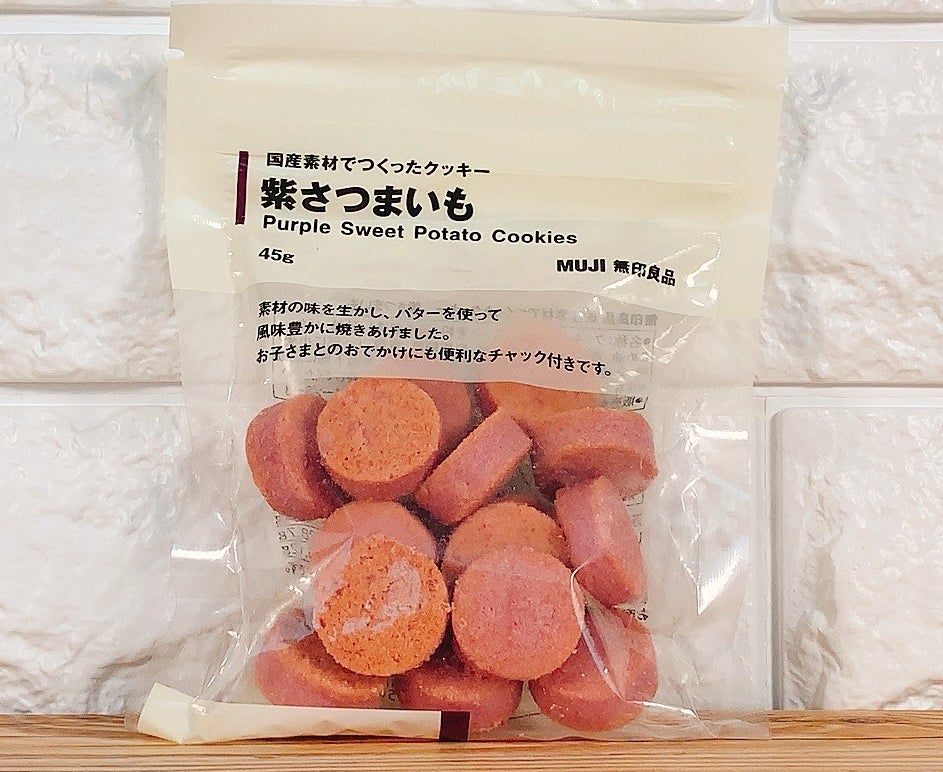 国産素材でつくったクッキー
紫さつまいも
Purple Sweet Potato Cookies
45g
MUJI 無印良品
素材の味を生かし、バターを使って
風味豊かに焼きあげました。
お子さまとのおでかけにも便利なチャック付きです。